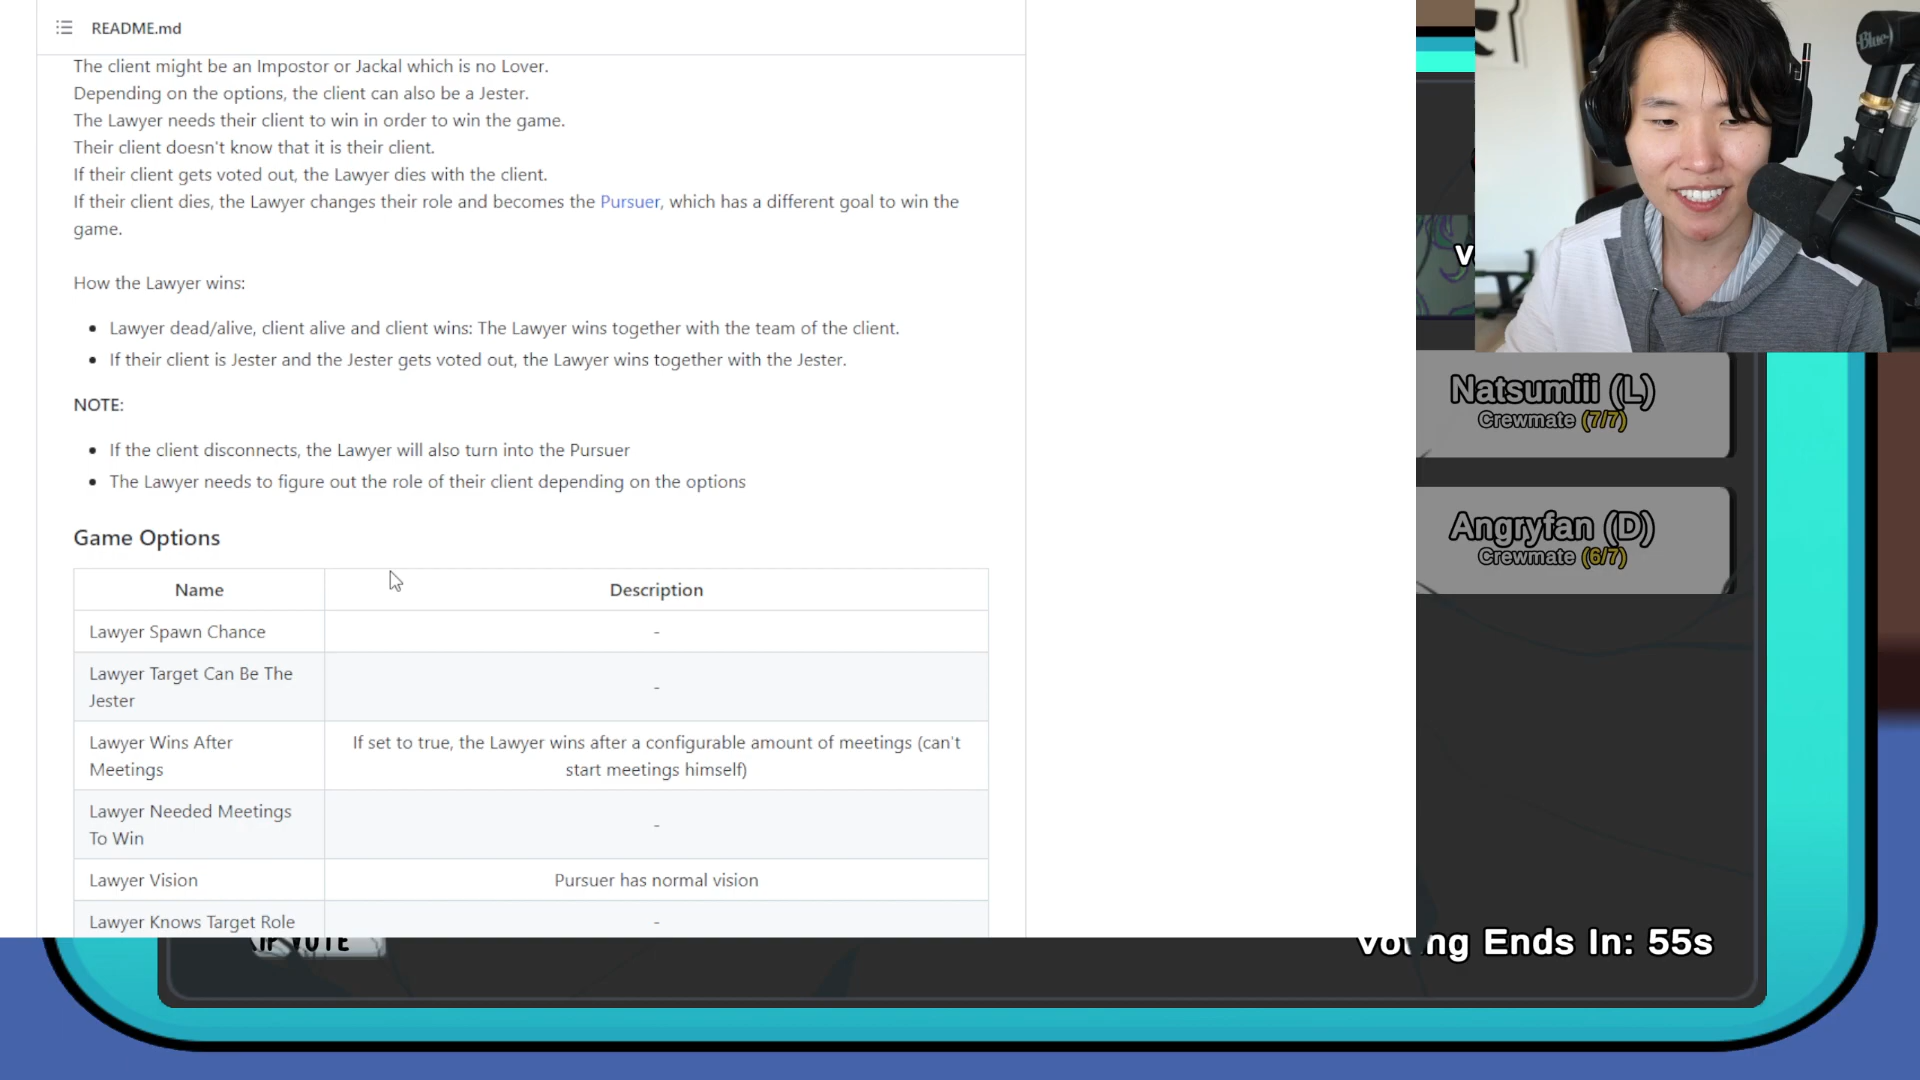 README.md
The client might be an Impostor or Jackal which is no Lover.
Depending on the options, the client can also be a Jester.
The Lawyer needs their client to win in order to win the game.
Their client doesn't know that it is their client.
If their client gets voted out, the Lawyer dies with the client.
If their client dies, the Lawyer changes their role and becomes the Pursuer, which has a different goal to win the
game.
How the Lawyer wins:
Lawyer dead/alive, client alive and client wins: The Lawyer wins together with the team of the client.
If their client is Jester and the Jester gets voted out, the Lawyer wins together with the Jester.
NOTE:
If the client disconnects, the Lawyer will also turn into the Pursuer
The Lawyer needs to figure out the role of their client depending on the options
Game Options
Name Description
Lawyer Spawn Chance -
Lawyer Target Can Be The
Jester -
Lawyer Wins After
Meetings
If set to true, the Lawyer wins after a configurable amount of meetings (can't
start meetings himself)
Lawyer Needed Meetings
To Win -
Lawyer Vision Pursuer has normal vision
Lawyer Knows Target Role -
Blue
Natsumiii (L)
Crewmate (7/7)
Angryfan (D)
Crewmate (6/7)
VOTE
Voting Ends In: 55s